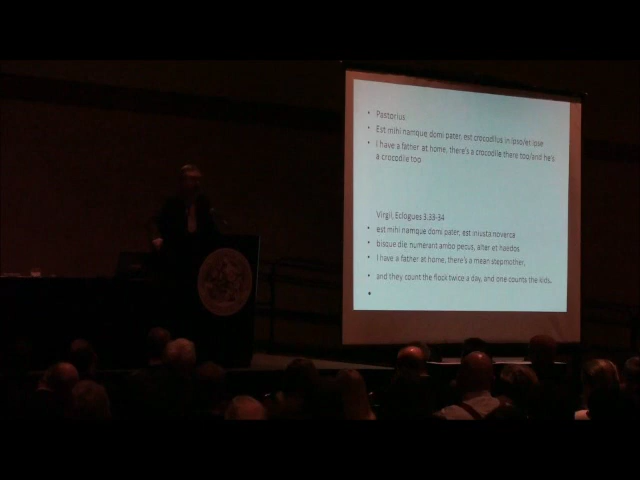 • Pastorius
• Est mihi namque domi pater, est crocodilus in ipso/et ipse
• I have a father at home, there's a crocodile there too/and he's
a crocodile too
Virgil, Eclogues 3.33-34
• est mihi namque domi pater, est iniusta noverca
• bisque die numerant ambo pecus, alter et haedos
• I have a father at home, there's a mean stepmother,
• and they count the flock twice a day, and one counts the kids.
•